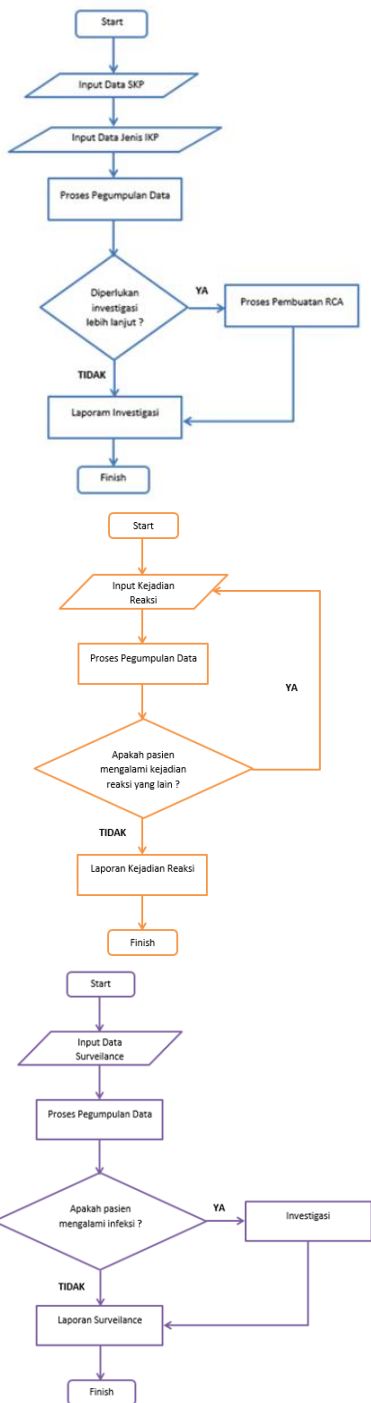 Start
Input Data SKP
Input Data Jenis IKP
Proses Pegumpulan Data
Diperlukan
investigasi
lebih lanjut ?
YA
Proses Pembuatan RCA
TIDAK
Laporam Investigasi
Finish
Start
Input Kejadian
Reaksi
Proses Pegumpulan Data
YA
Apakah pasien
mengalami kejadian
reaksi yang lain ?
TIDAK
Laporan Kejadian Reaksi
Finish
Start
Input Data
Surveilance
Proses Pegumpulan Data
Apakah pasien
mengalami infeksi ?
YA
Investigasi
TIDAK
Laporan Surveilance
Finish